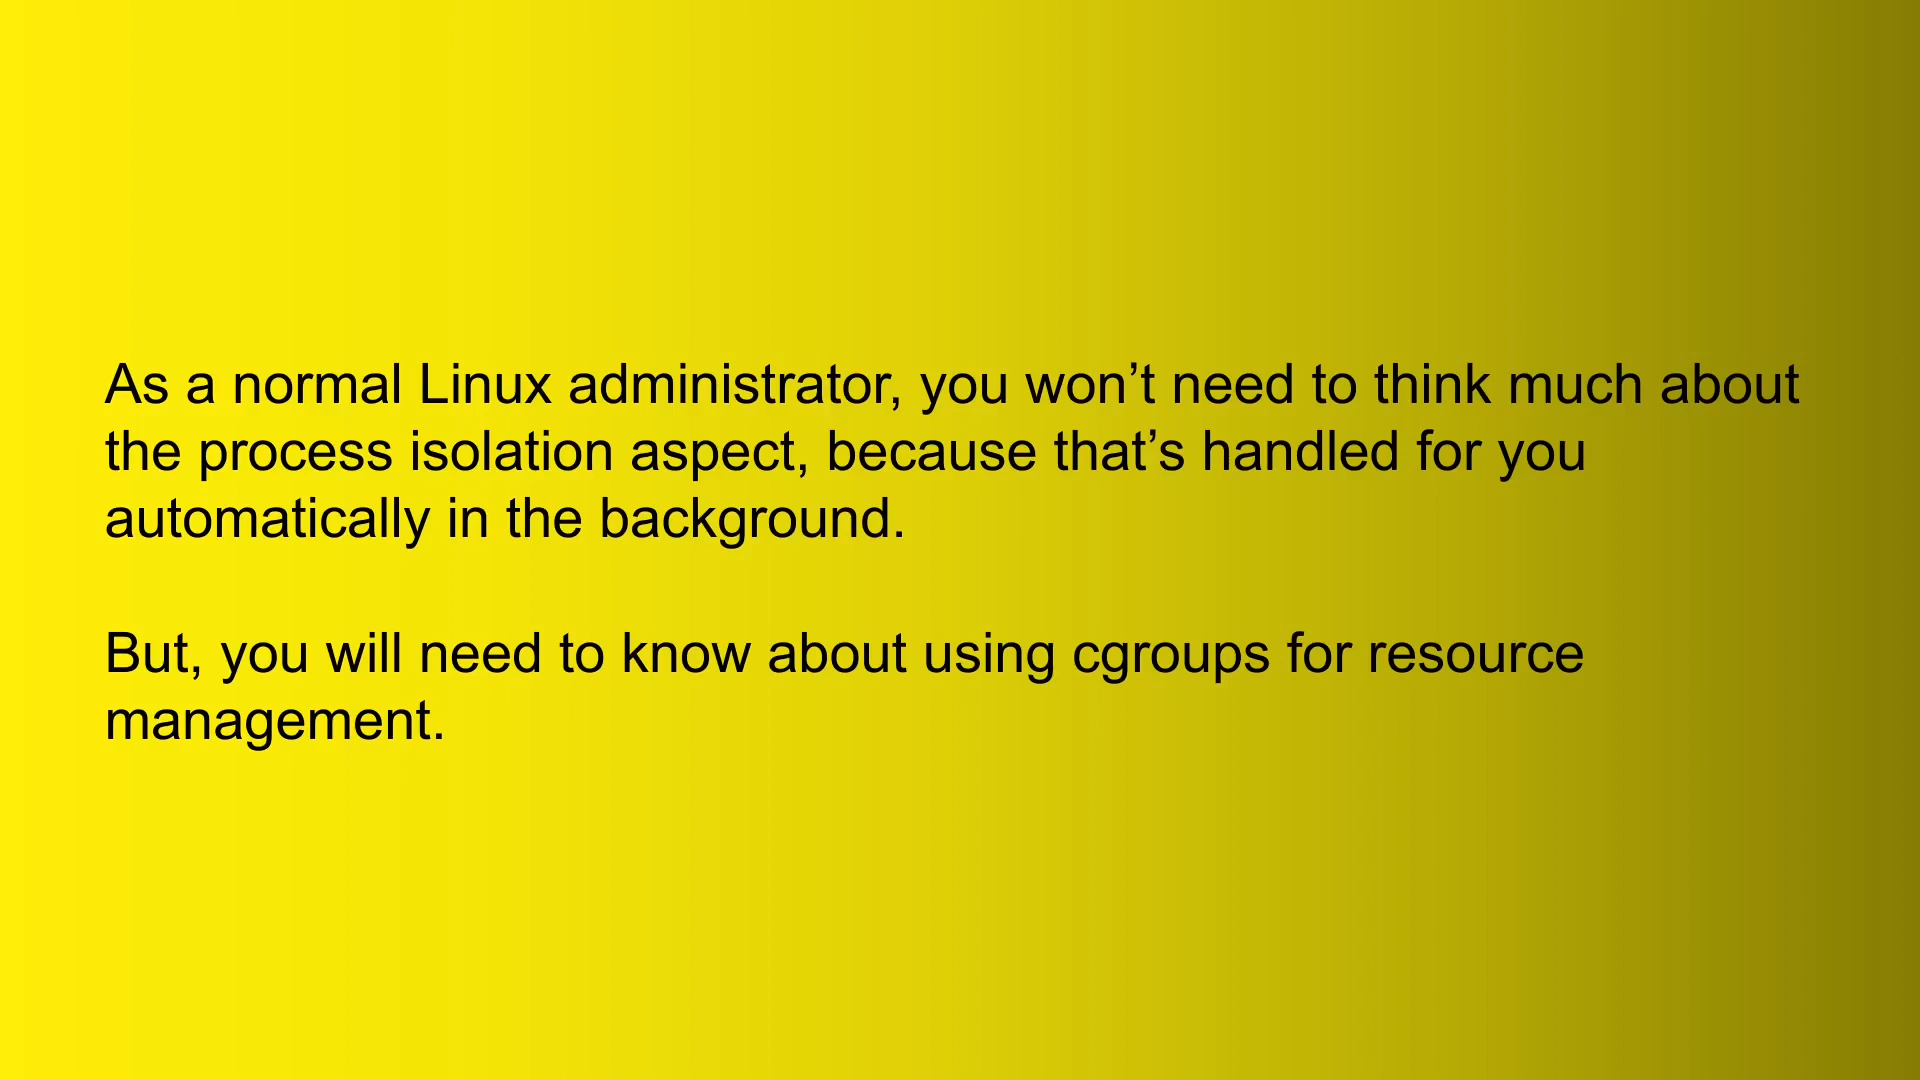 As a normal Linux administrator, you won’t need to think much about
the process isolation aspect, because that’s handled for you
automatically in the background.
But, you will need to know about using cgroups for resource
management.